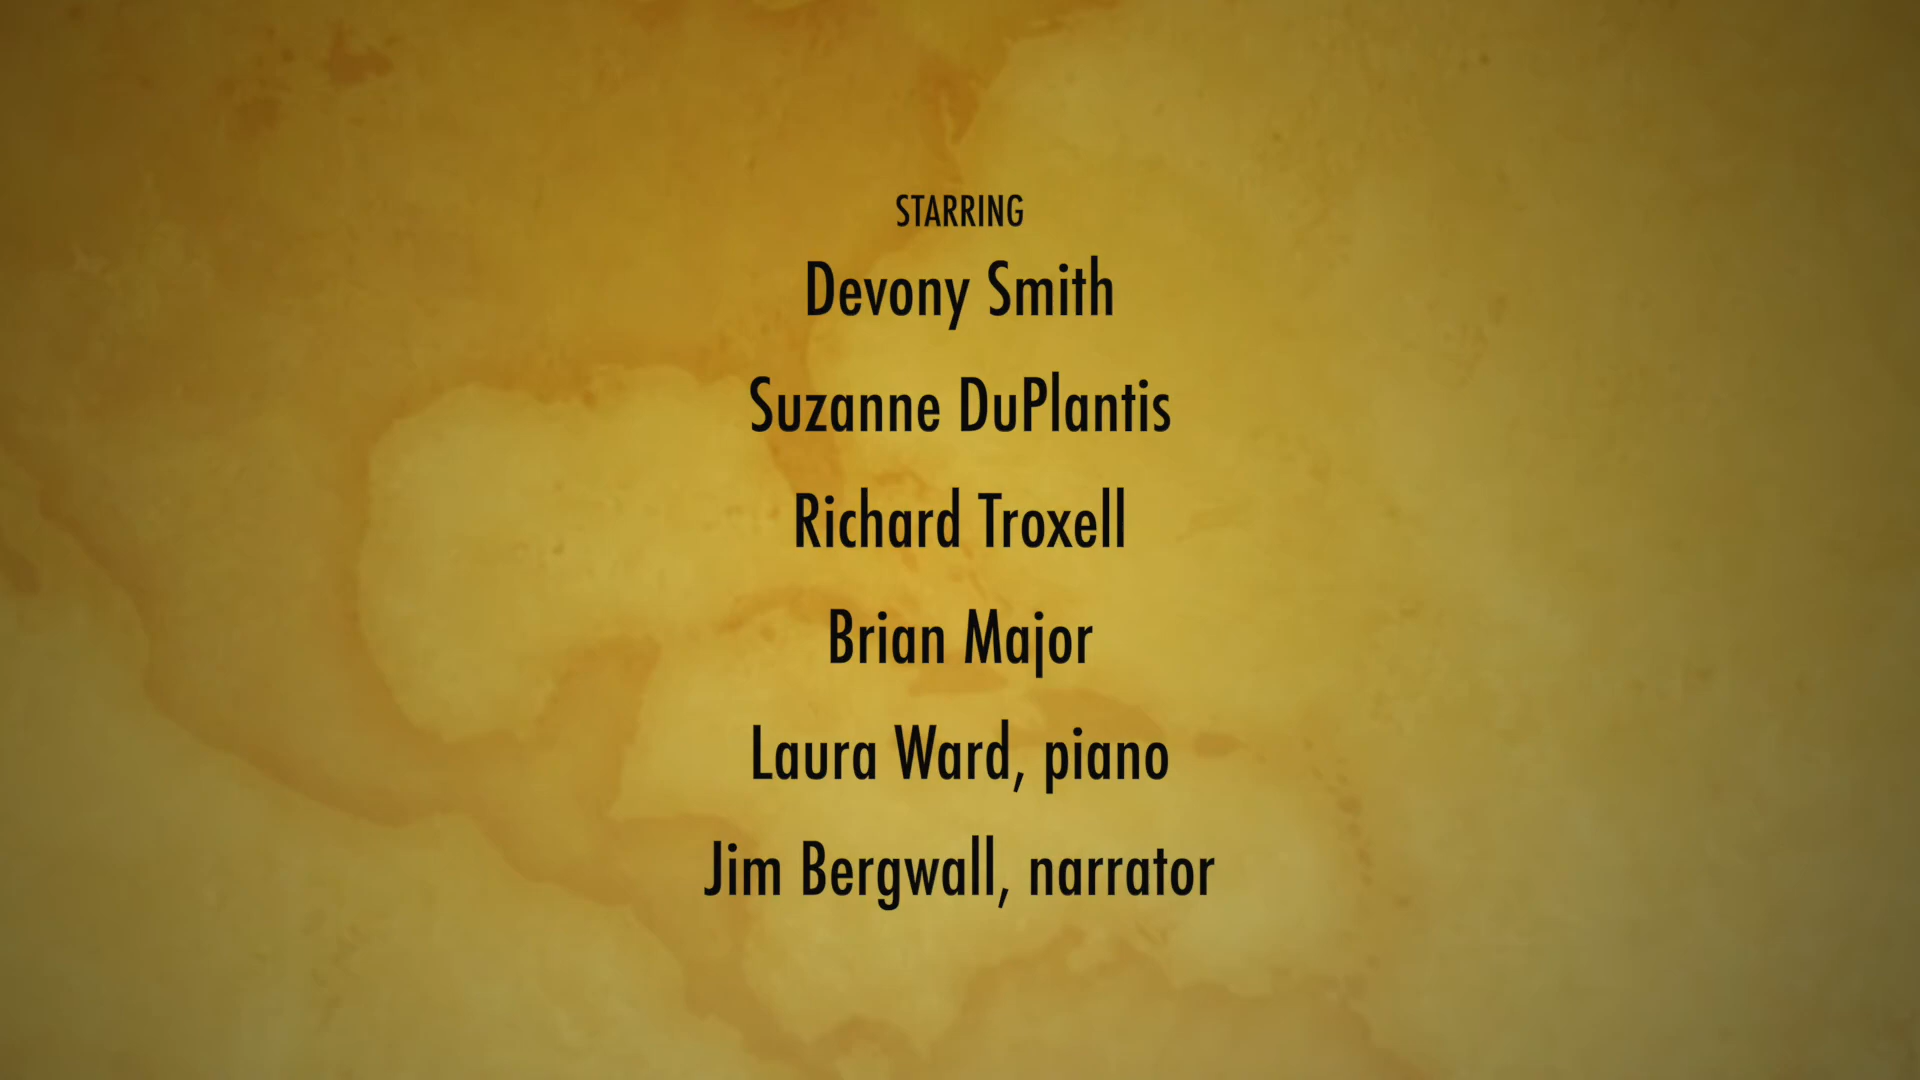 STARRING
Devony Smith
Suzanne DuPlantis
Richard Troxell
Brian Major
Laura Ward, piano
Jim Bergwall, narrator